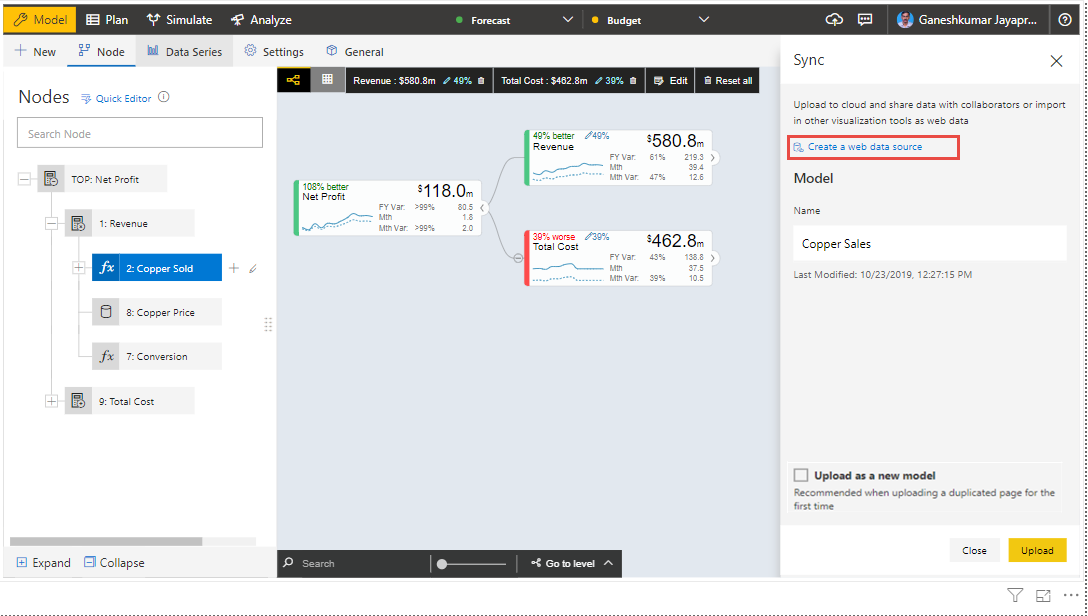 Model Plan Simulate Analyze Forecast Budget Ganeshkumar Jayapr...
New Node Data Series Settings General
Nodes Quick Editor
Search Node
TOP: Net Profit
1: Revenue
fx 2: Copper Sold
8: Copper Price
fx 7: Conversion
9: Total Cost
Expand Collapse
Revenue : $580.8m 49% Total Cost : $462.8m 39% Edit Reset all
108% better
Net Profit $118.0m
FY Var: >99% 80.5
Mth 1.8
Mth Var: >99% 2.0
49% better 49%
Revenue $580.8m
FY Var: 61% 219.3
Mth 39.4
Mth Var: 47% 12.6
39% worse 39%
Total Cost $462.8m
FY Var: 43% 138.8
Mth 37.5
Mth Var: 39% 10.5
Search Go to level
Sync
Upload to cloud and share data with collaborators or import
in other visualization tools as web data
Create a web data source
Model
Name
Copper Sales
Last Modified: 10/23/2019, 12:27:15 PM
Upload as a new model
Recommended when uploading a duplicated page for the
first time
Close Upload